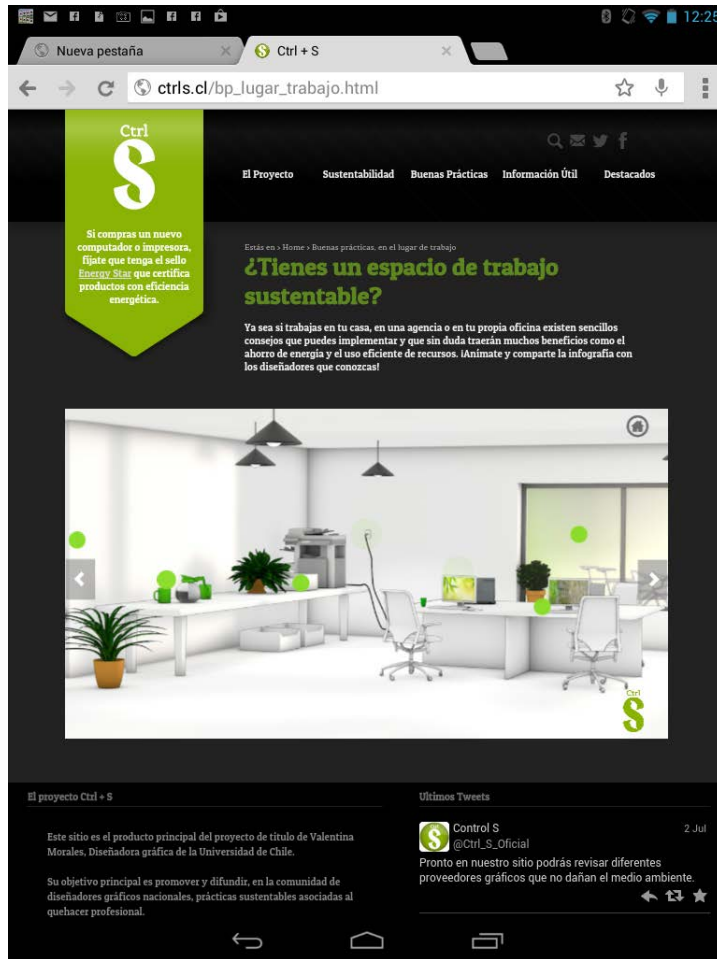 12:25
Nueva pestaña
Ctrl + S
ctrls.cl/bp_lugar_trabajo.html
Ctrl
S
El Proyecto
Sustentabilidad
Buenas Prácticas
Información Útil
Destacados
Si compras un nuevo
computador o impresora,
fíjate que tenga el sello
Energy Star que certifica
productos con eficiencia
energética.
Estás en > Home > Buenas prácticas, en el lugar de trabajo
¿Tienes un espacio de trabajo
sustentable?
Ya sea si trabajas en tu casa, en una agencia o en tu propia oficina existen sencillos
consejos que puedes implementar y que sin duda traerán muchos beneficios como el
ahorro de energía y el uso eficiente de recursos. ¡Anímate y comparte la infografía con
los diseñadores que conozcas!
Ctrl
S
El proyecto Ctrl + S
Este sitio es el producto principal del proyecto de título de Valentina
Morales, Diseñadora gráfica de la Universidad de Chile.
Su objetivo principal es promover y difundir, en la comunidad de
diseñadores gráficos nacionales, prácticas sustentables asociadas al
quehacer profesional.
Ultimos Tweets
Control S
2 Jul
@Ctrl_S_Oficial
Pronto en nuestro sitio podrás revisar diferentes
proveedores gráficos que no dañan el medio ambiente.